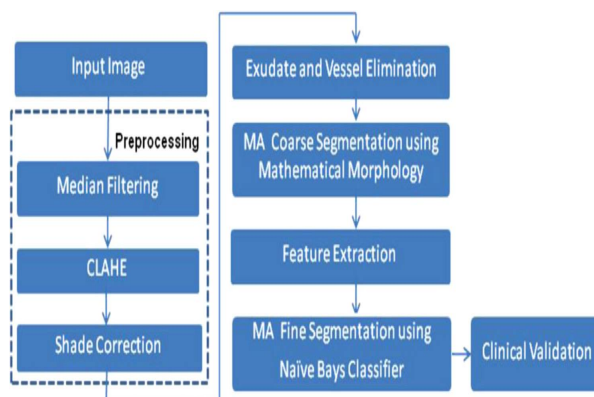 Input Image
Preprocessing
Median Filtering
CLAHE
Shade Correction
Exudate and Vessel Elimination
MA Coarse Segmentation using
Mathematical Morphology
Feature Extraction
MA Fine Segmentation using
Naïve Bays Classifier
Clinical Validation